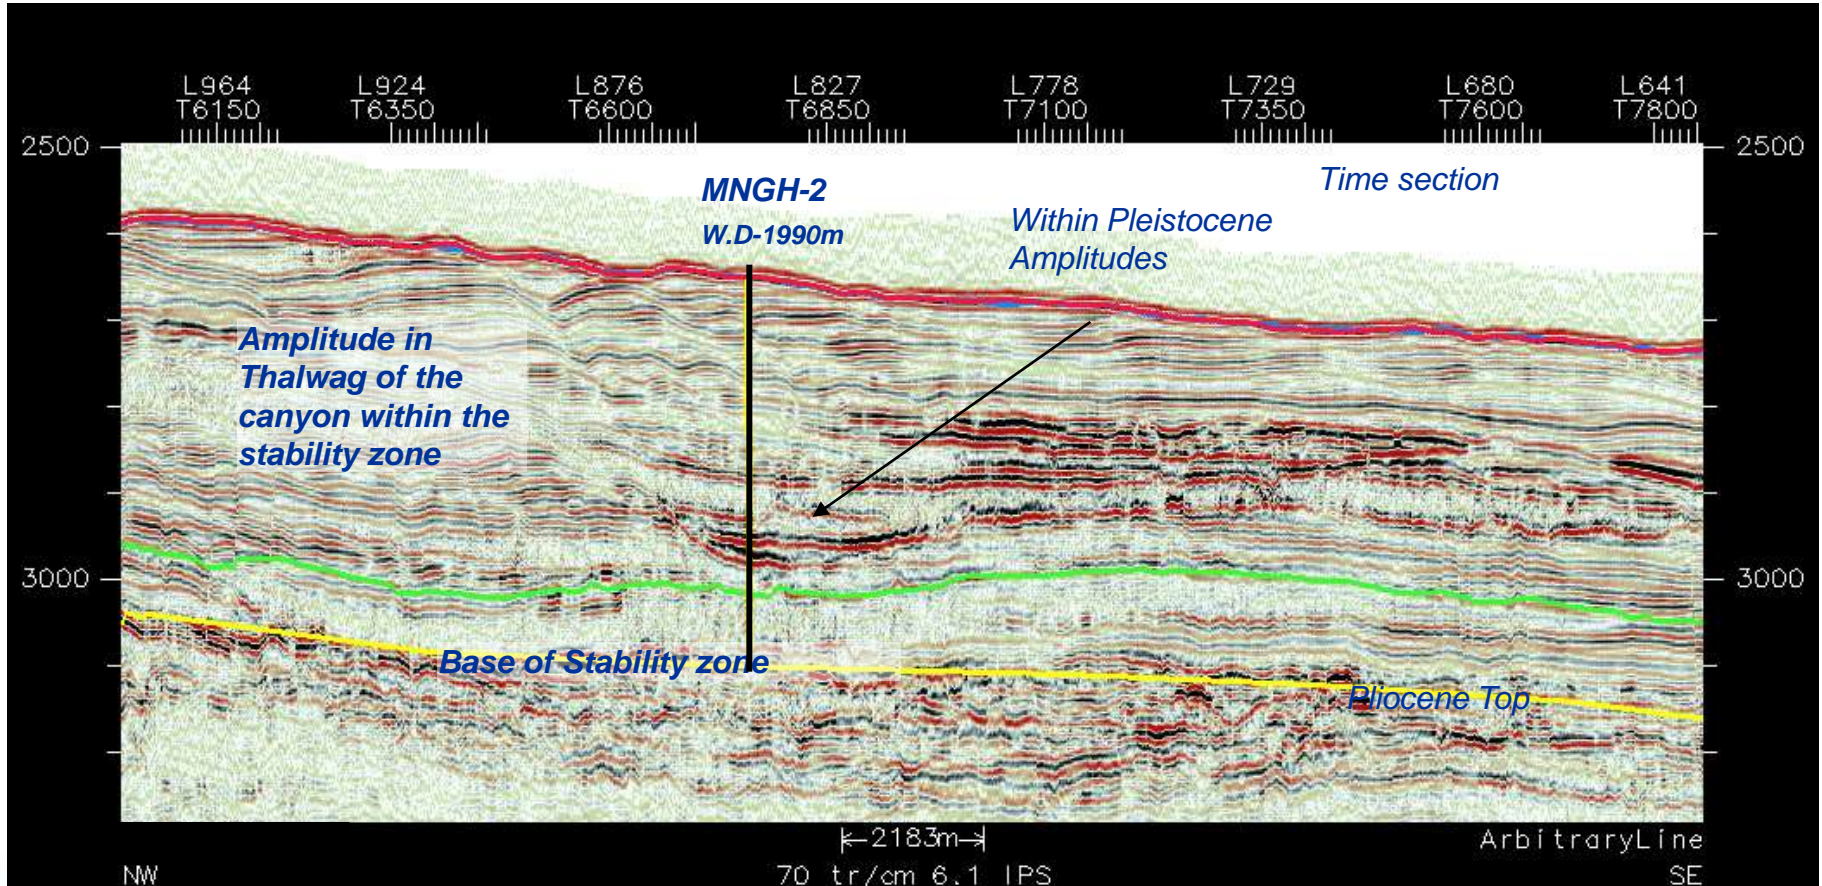 L964 L924 L876 L827 L778 L729 L680 L641
T6150 T6350 T6600 T6850 T7100 T7350 T7600 T7800
2500 2500
Time section
MNGH-2
W.D-1990m
Within Pleistocene
Amplitudes
Amplitude in
Thalwag of the
canyon within the
stability zone
3000 3000
Base of Stability zone
Pliocene Top
2183m
ArbitraryLine
NW 70 tr/cm 6.1 IPS SE